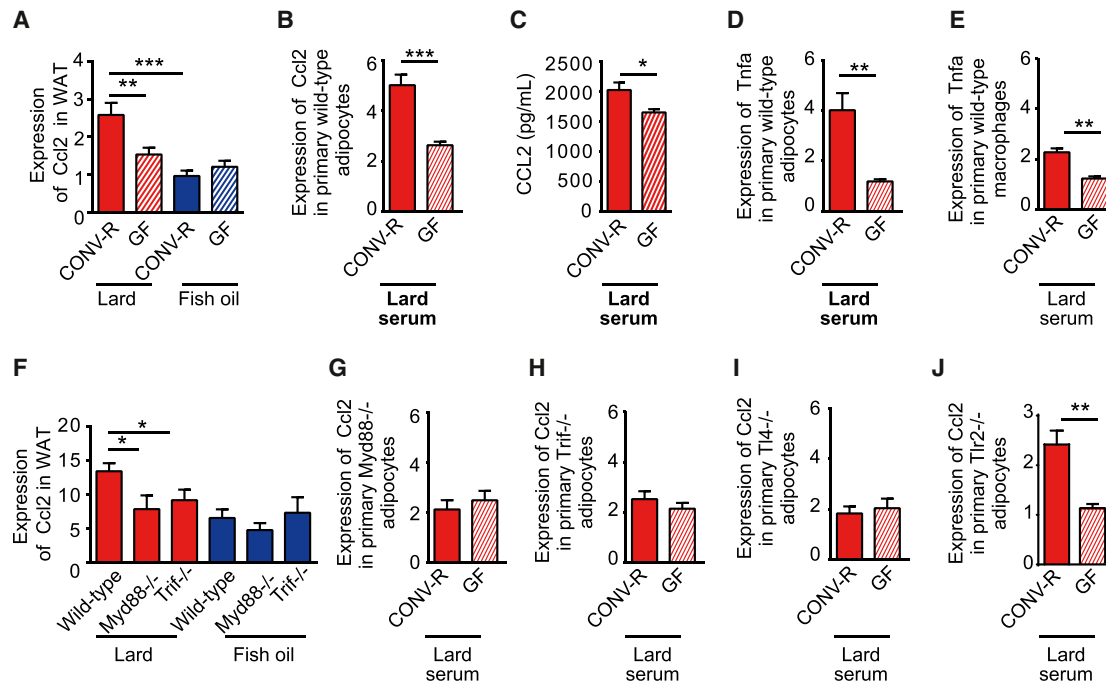 A
Expression
of Ccl2 in WAT
4
3
2
1
0
***
**
CONV-R
GF
CONV-R
GF
Lard
Fish oil
B
Expression of Ccl2
in primary wild-type
adipocytes
6
4
2
0
***
CONV-R
GF
Lard
serum
C
CCL2 (pg/mL)
2500
2000
1500
1000
500
0
*
CONV-R
GF
Lard
serum
D
Expression of Tnfa
in primary wild-type
adipocytes
6
4
2
0
**
CONV-R
GF
Lard
serum
E
Expression of Tnfa
in primary wild-type
macrophages
6
4
2
0
**
CONV-R
GF
Lard
serum
F
Expression
of Ccl2 in WAT
20
15
10
5
0
*
*
Wild-type
Myd88-/-
Trif-/-
Wild-type
Myd88-/-
Trif-/-
Lard
Fish oil
G
Expression of Ccl2
in primary Myd88-/-
adipocytes
6
4
2
0
CONV-R
GF
Lard
serum
H
Expression of Ccl2
in primary Trif-/-
adipocytes
6
4
2
0
CONV-R
GF
Lard
serum
I
Expression of Ccl2
in primary Tl4-/-
adipocytes
6
4
2
0
CONV-R
GF
Lard
serum
J
Expression of Ccl2
in primary Tlr2-/-
adipocytes
3
2
1
0
**
CONV-R
GF
Lard
serum